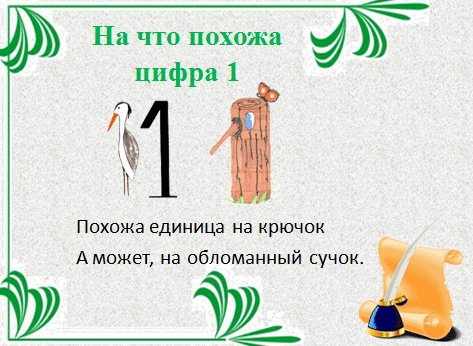 На что похожа
цифра 1
1
Похожа единица на крючок
А может, на обломанный сучок.